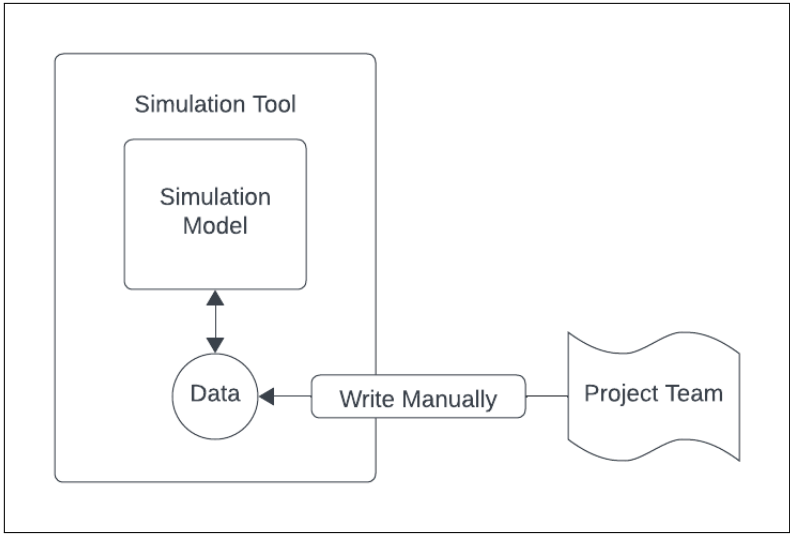 Simulation Tool
Simulation
Model
Data
Write Manually
Project Team